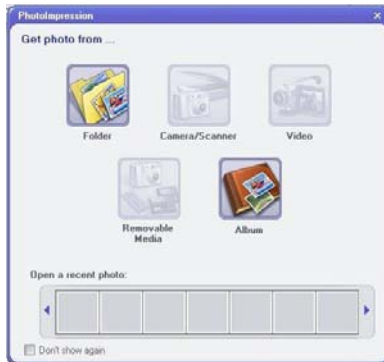 PhotoImpression
Get photo from ...
Folder
Camera/Scanner
Video
Removable
Media
Album
Open a recent photo:
Don't show again